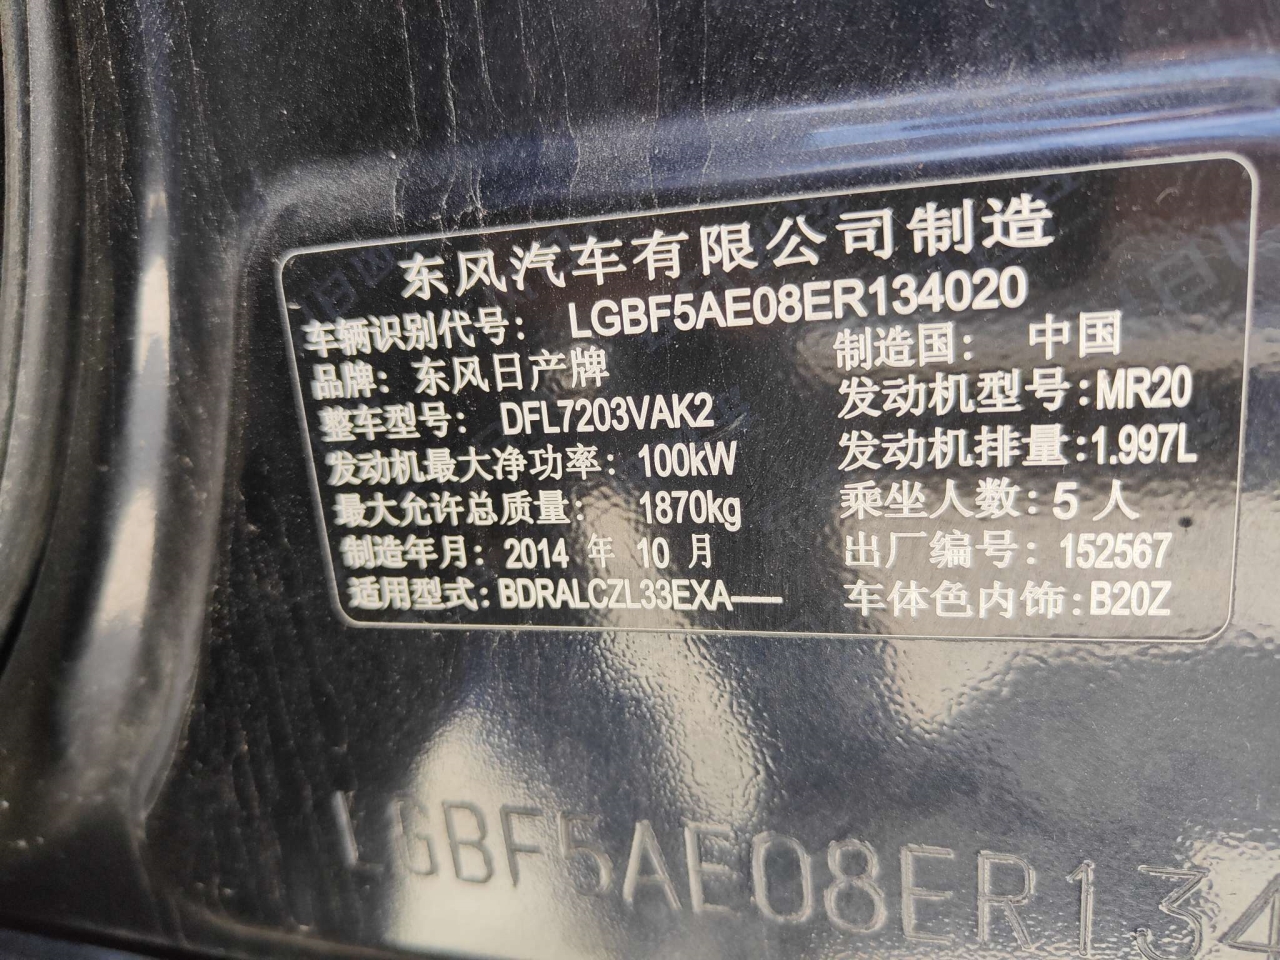 东风汽车有限公司制造
车辆识别代号: LGBF5AE08ER134020
品牌: 东风日产牌 制造国: 中国
整车型号: DFL7203VAK2 发动机型号:MR20
发动机最大净功率: 100kW 发动机排量:1.997L
最大允许总质量: 1870kg 乘坐人数: 5 人
制造年月: 2014 年 10 月 出厂编号: 152567
适用型式: BDRALCZL33EXA— 车体色内饰:B20Z
LGBF5AE08ER134